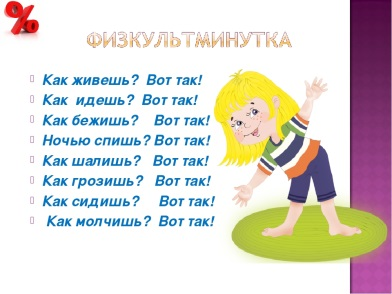 ФИЗКУЛЬТМИНУТКА
Как живешь? Вот так!
Как идешь? Вот так!
Как бежишь? Вот так!
Ночью спишь? Вот так!
Как шалишь? Вот так!
Как грозишь? Вот так!
Как сидишь? Вот так!
Как молчишь? Вот так!